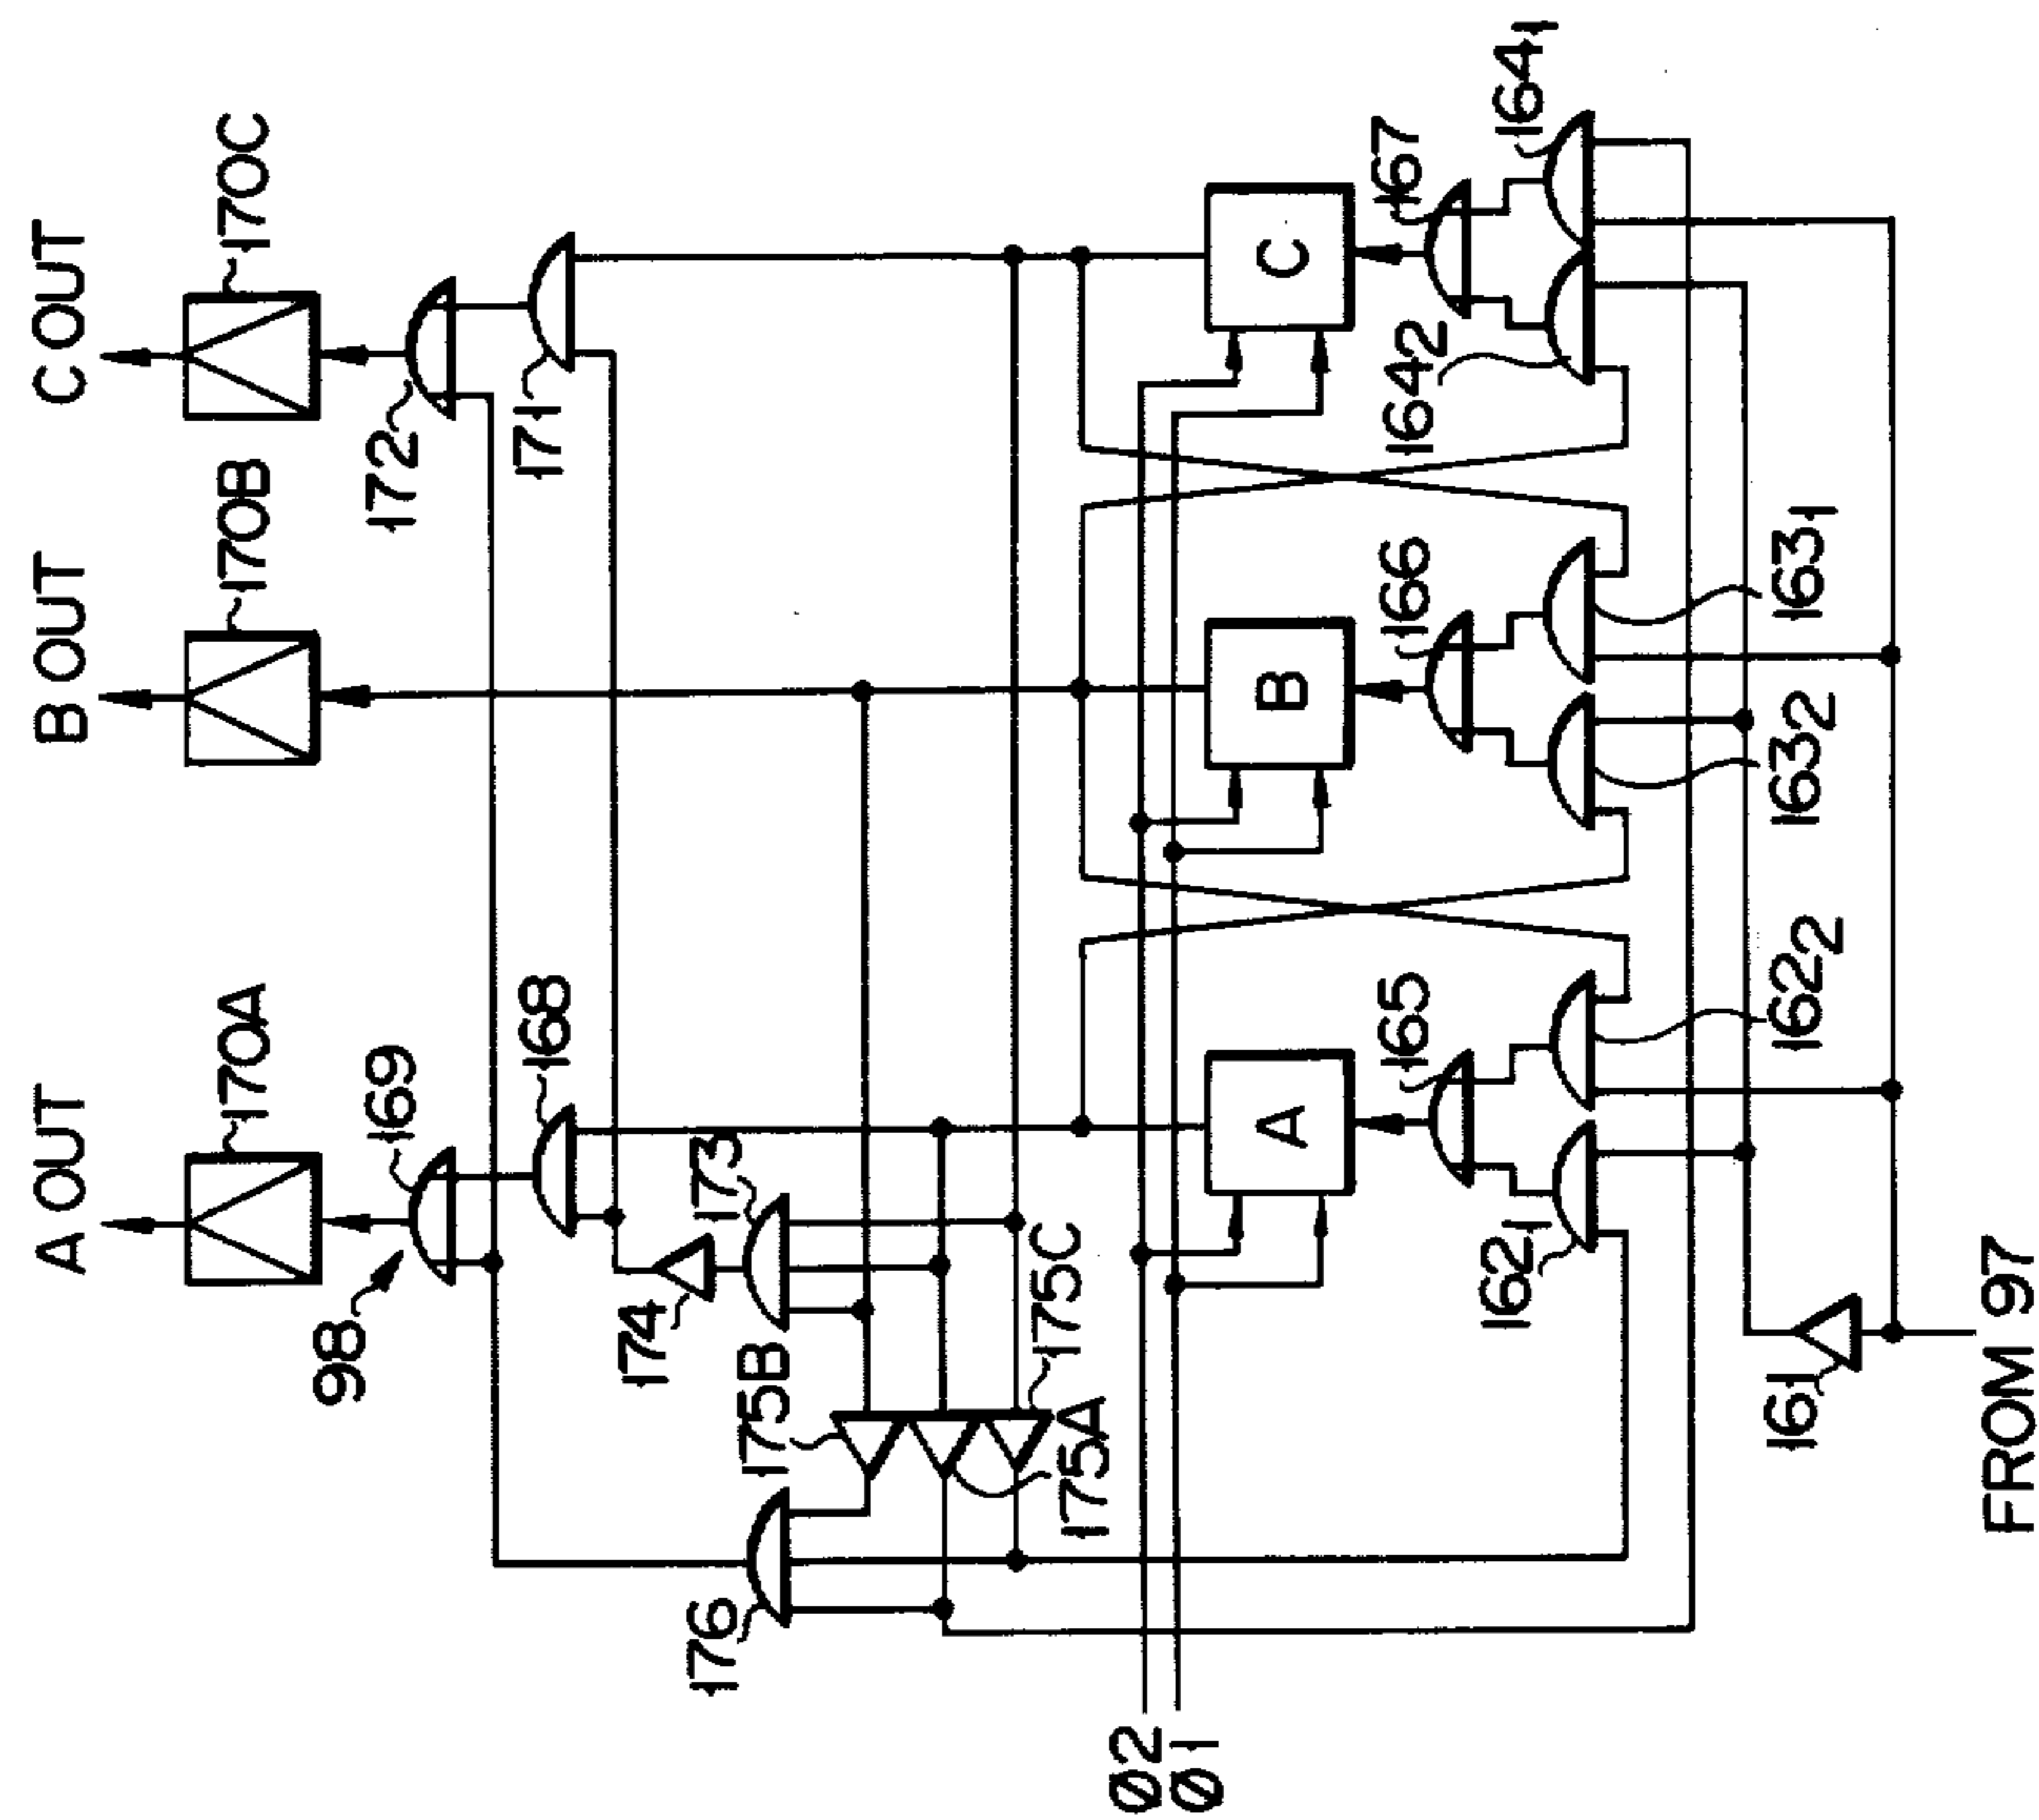 A OUT
B OUT
C OUT
170A
170B
170C
98
169
172
168
171
174
173
175B
175C
175A
176
A
B
C
165
166
167
162₁
162₂
163₂
163₁
164₂
164₁
161
Ø2
Ø1
FROM 97